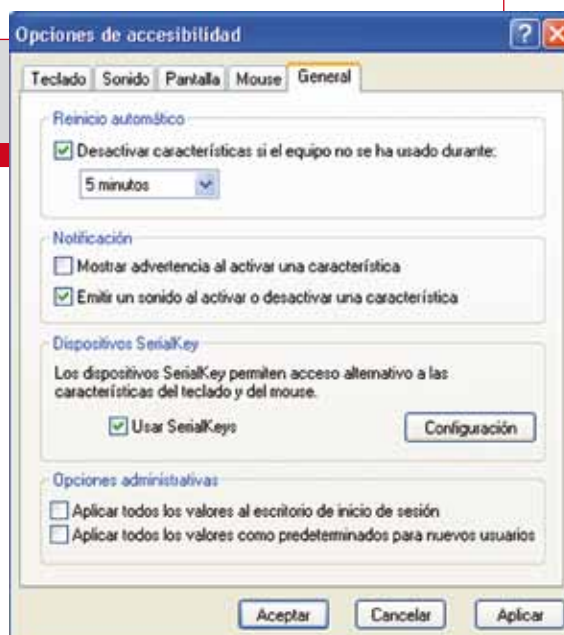 Opciones de accesibilidad
Teclado Sonido Pantalla Mouse General
Reinicio automático
Desactivar características si el equipo no se ha usado durante:
5 minutos
Notificación
Mostrar advertencia al activar una característica
Emitir un sonido al activar o desactivar una característica
Dispositivos SerialKey
Los dispositivos SerialKey permiten acceso alternativo a las
características del teclado y del mouse.
Usar SerialKeys Configuración
Opciones administrativas
Aplicar todos los valores al escritorio de inicio de sesión
Aplicar todos los valores como predeterminados para nuevos usuarios
Aceptar Cancelar Aplicar